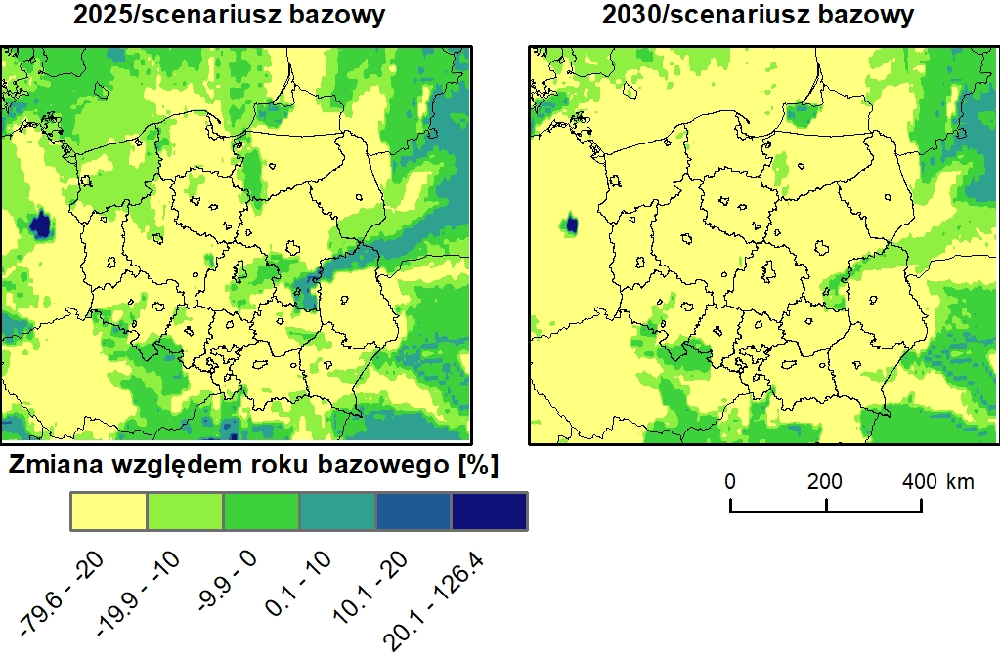 2025/scenariusz bazowy
2030/scenariusz bazowy
Zmiana względem roku bazowego [%]
-79.6 - -20
-19.9 - -10
-9.9 - 0
0.1 - 10
10.1 - 20
20.1 - 126.4
0 200 400 km